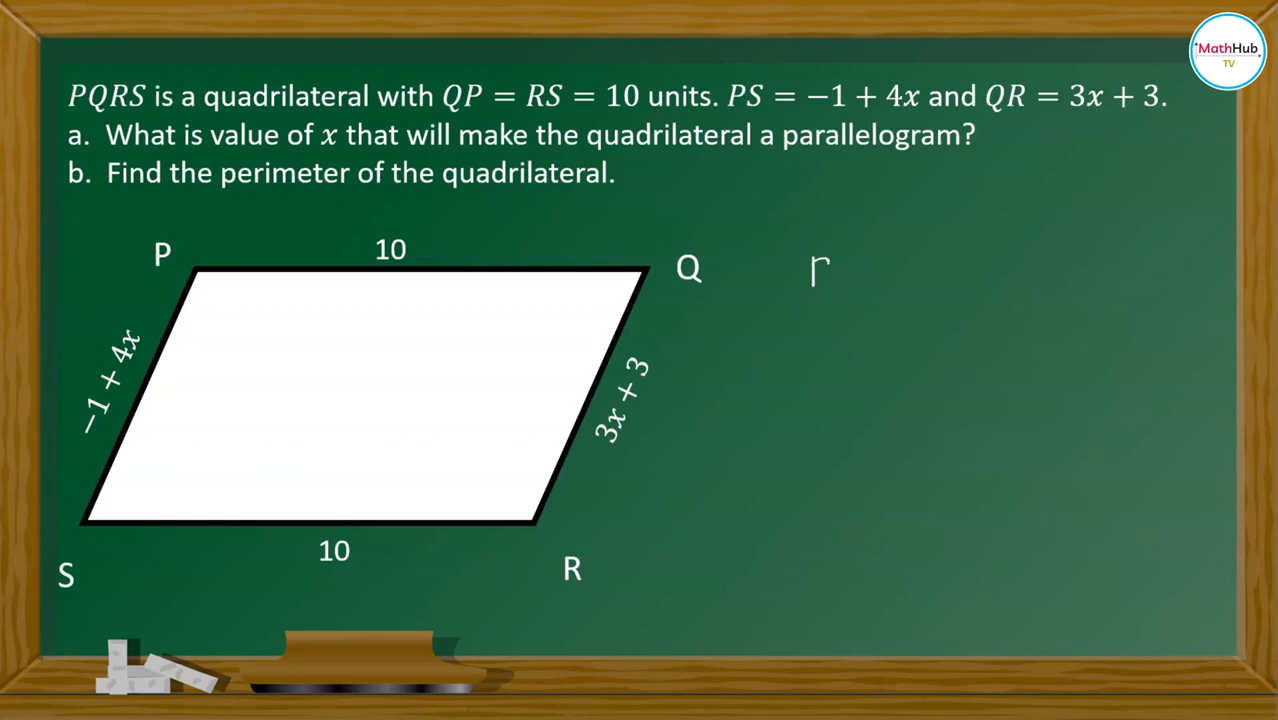 MathHub
TV
PQRS is a quadrilateral with QP = RS = 10 units. PS = −1 + 4x and QR = 3x + 3.
a. What is value of x that will make the quadrilateral a parallelogram?
b. Find the perimeter of the quadrilateral.
P
10
Q
−1 + 4x
3x + 3
10
S
R